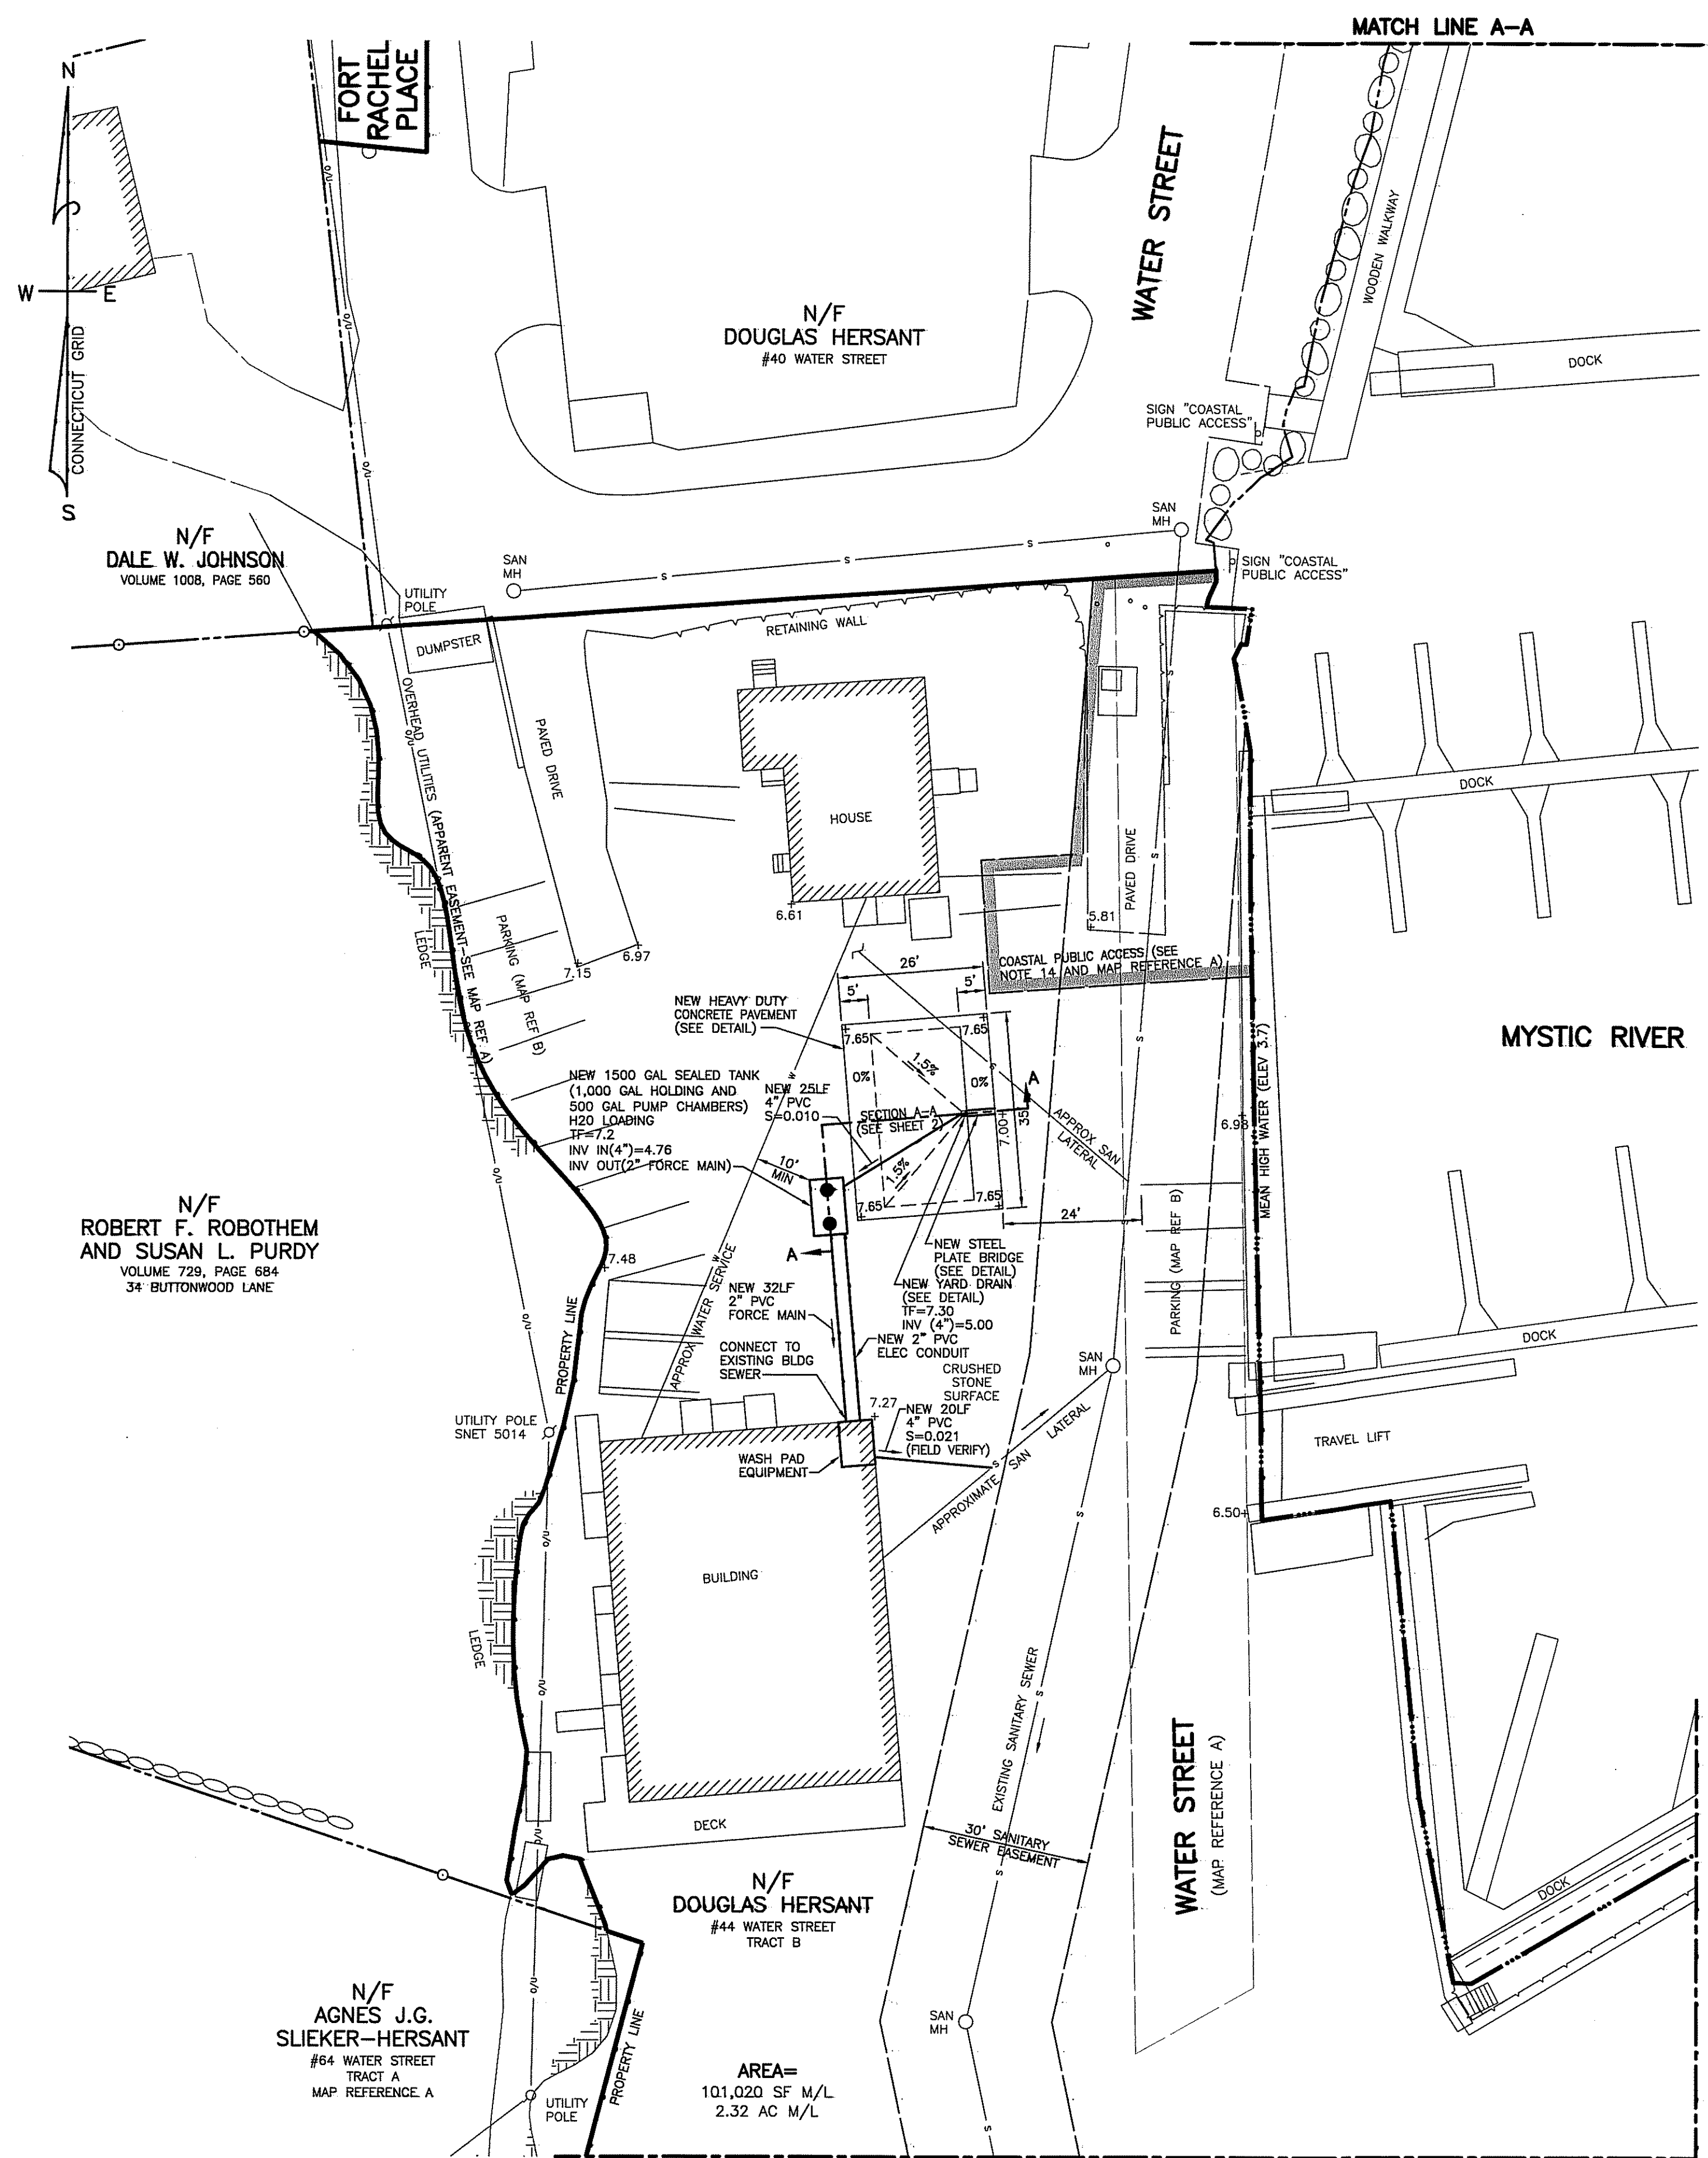 MATCH LINE A-A
FORT
RACHEL
PLACE
N
W
E
S
CONNECTICUT GRID
WATER STREET
WOODEN WALKWAY
N/F
DOUGLAS HERSANT
#40 WATER STREET
DOCK
SIGN "COASTAL
PUBLIC ACCESS"
SAN
MH
N/F
DALE W. JOHNSON
VOLUME 1008, PAGE 560
SAN
MH
SIGN "COASTAL
PUBLIC ACCESS"
UTILITY
POLE
DUMPSTER
RETAINING WALL
OVERHEAD UTILITIES (APPARENT EASEMENT-SEE MAP REF A)
PAVED DRIVE
HOUSE
PAVED DRIVE
DOCK
6.61
5.81
LEDGE
PARKING (MAP REF B)
7.15
6.97
26'
COASTAL PUBLIC ACCESS (SEE
NOTE 14 AND MAP REFERENCE A)
5'
5'
NEW HEAVY DUTY
CONCRETE PAVEMENT
(SEE DETAIL)
7.65
7.65
1.5%
0%
0%
A
MYSTIC RIVER
MEAN HIGH WATER (ELEV 3.7)
NEW 1500 GAL SEALED TANK
(1,000 GAL HOLDING AND
500 GAL PUMP CHAMBERS)
H20 LOADING
TF=7.2
INV IN(4")=4.76
INV OUT(2" FORCE MAIN)
NEW 25LF
4" PVC
S=0.010
SECTION A-A
(SEE SHEET 2)
7.00
35'
APPROX SAN
LATERAL
6.98
10'
MIN
1.5%
7.65
7.65
24'
PARKING (MAP REF B)
N/F
ROBERT F. ROBOTHEM
AND SUSAN L. PURDY
VOLUME 729, PAGE 684
34 BUTTONWOOD LANE
7.48
A
APPROX WATER SERVICE
NEW STEEL
PLATE BRIDGE
(SEE DETAIL)
NEW YARD DRAIN
(SEE DETAIL)
TF=7.30
INV (4")=5.00
NEW 32LF
2" PVC
FORCE MAIN
NEW 2" PVC
ELEC CONDUIT
CONNECT TO
EXISTING BLDG
SEWER
CRUSHED
STONE
SURFACE
SAN
MH
DOCK
PROPERTY LINE
7.27
NEW 20LF
4" PVC
S=0.021
(FIELD VERIFY)
UTILITY POLE
SNET 5014
WASH PAD
EQUIPMENT
APPROXIMATE SAN LATERAL
TRAVEL LIFT
6.50
BUILDING
LEDGE
EXISTING SANITARY SEWER
WATER STREET
(MAP REFERENCE A)
DECK
30' SANITARY
SEWER EASEMENT
DOCK
N/F
DOUGLAS HERSANT
#44 WATER STREET
TRACT B
N/F
AGNES J.G.
SLIEKER-HERSANT
#64 WATER STREET
TRACT A
MAP REFERENCE A
PROPERTY LINE
SAN
MH
AREA=
101,020 SF M/L
2.32 AC M/L
UTILITY
POLE